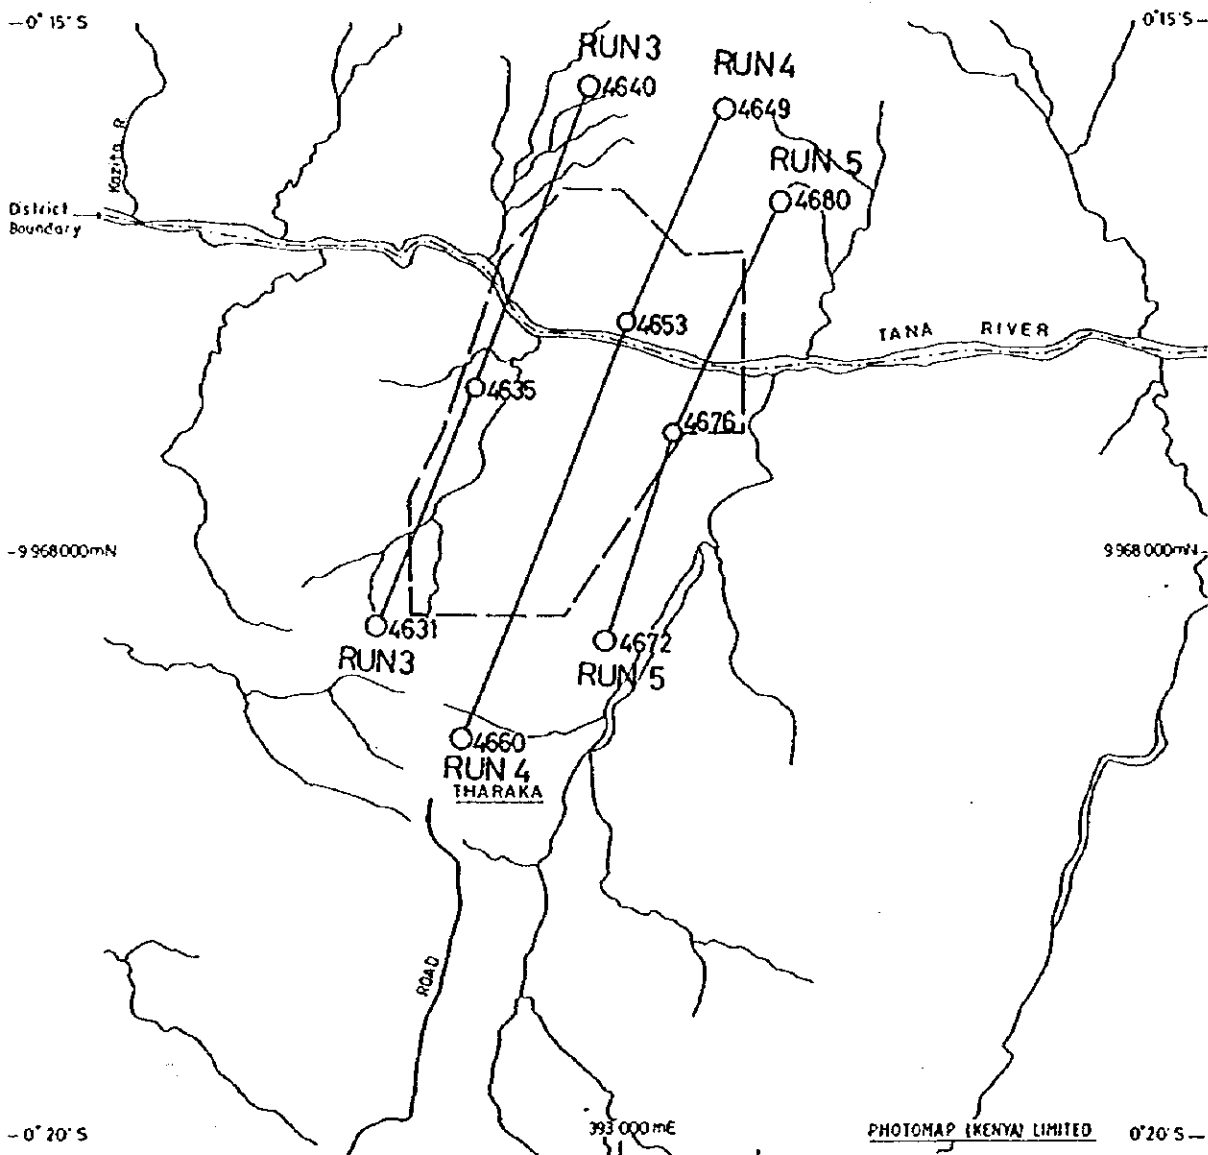 0° 15' S
0° 15' S
RUN 3
4640
RUN 4
4649
Kazita R
RUN 5
4680
District
Boundary
4653
TANA RIVER
4635
4676
9 968 000mN
9 968 000mN
4631
RUN 3
4672
RUN 5
4660
RUN 4
THARAKA
ROAD
0° 20' S
393 000 mE
PHOTOMAP (KENYA) LIMITED
0° 20' S